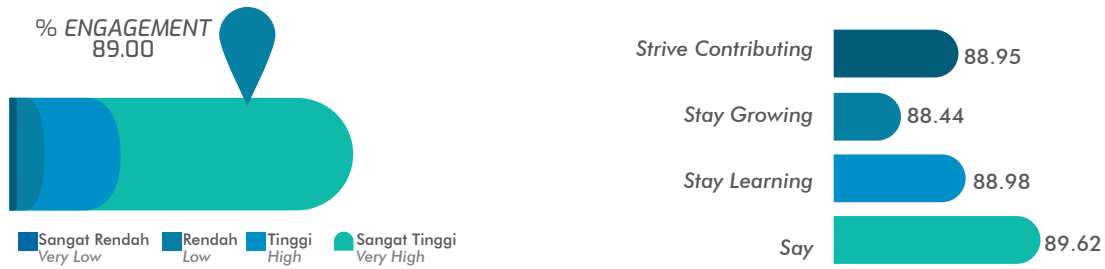 % ENGAGEMENT
89.00
Sangat Rendah
Very Low
Rendah
Low
Tinggi
High
Sangat Tinggi
Very High
Strive Contributing
88.95
Stay Growing
88.44
Stay Learning
88.98
Say
89.62